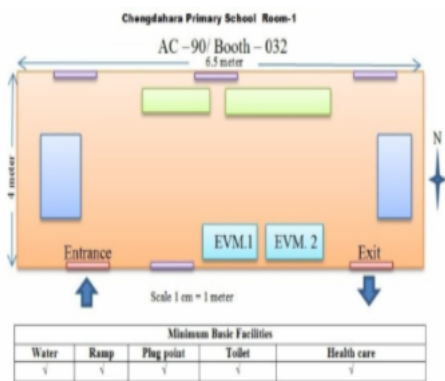 Chengdahara Primary School Room-1
AC –90/ Booth – 032
6.5 meter
4 meter
N
EVM.1 EVM. 2
Entrance Exit
Scale 1 cm = 1 meter
Minimum Basic Facilities
Water Ramp Plug point Toilet Health care
√ √ √ √ √